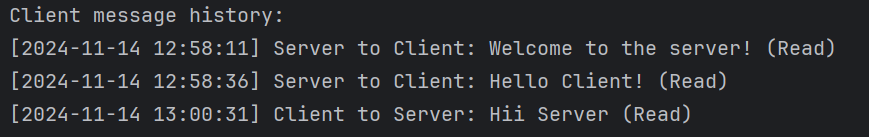 Client message history:
[2024-11-14 12:58:11] Server to Client: Welcome to the server! (Read)
[2024-11-14 12:58:36] Server to Client: Hello Client! (Read)
[2024-11-14 13:00:31] Client to Server: Hii Server (Read)